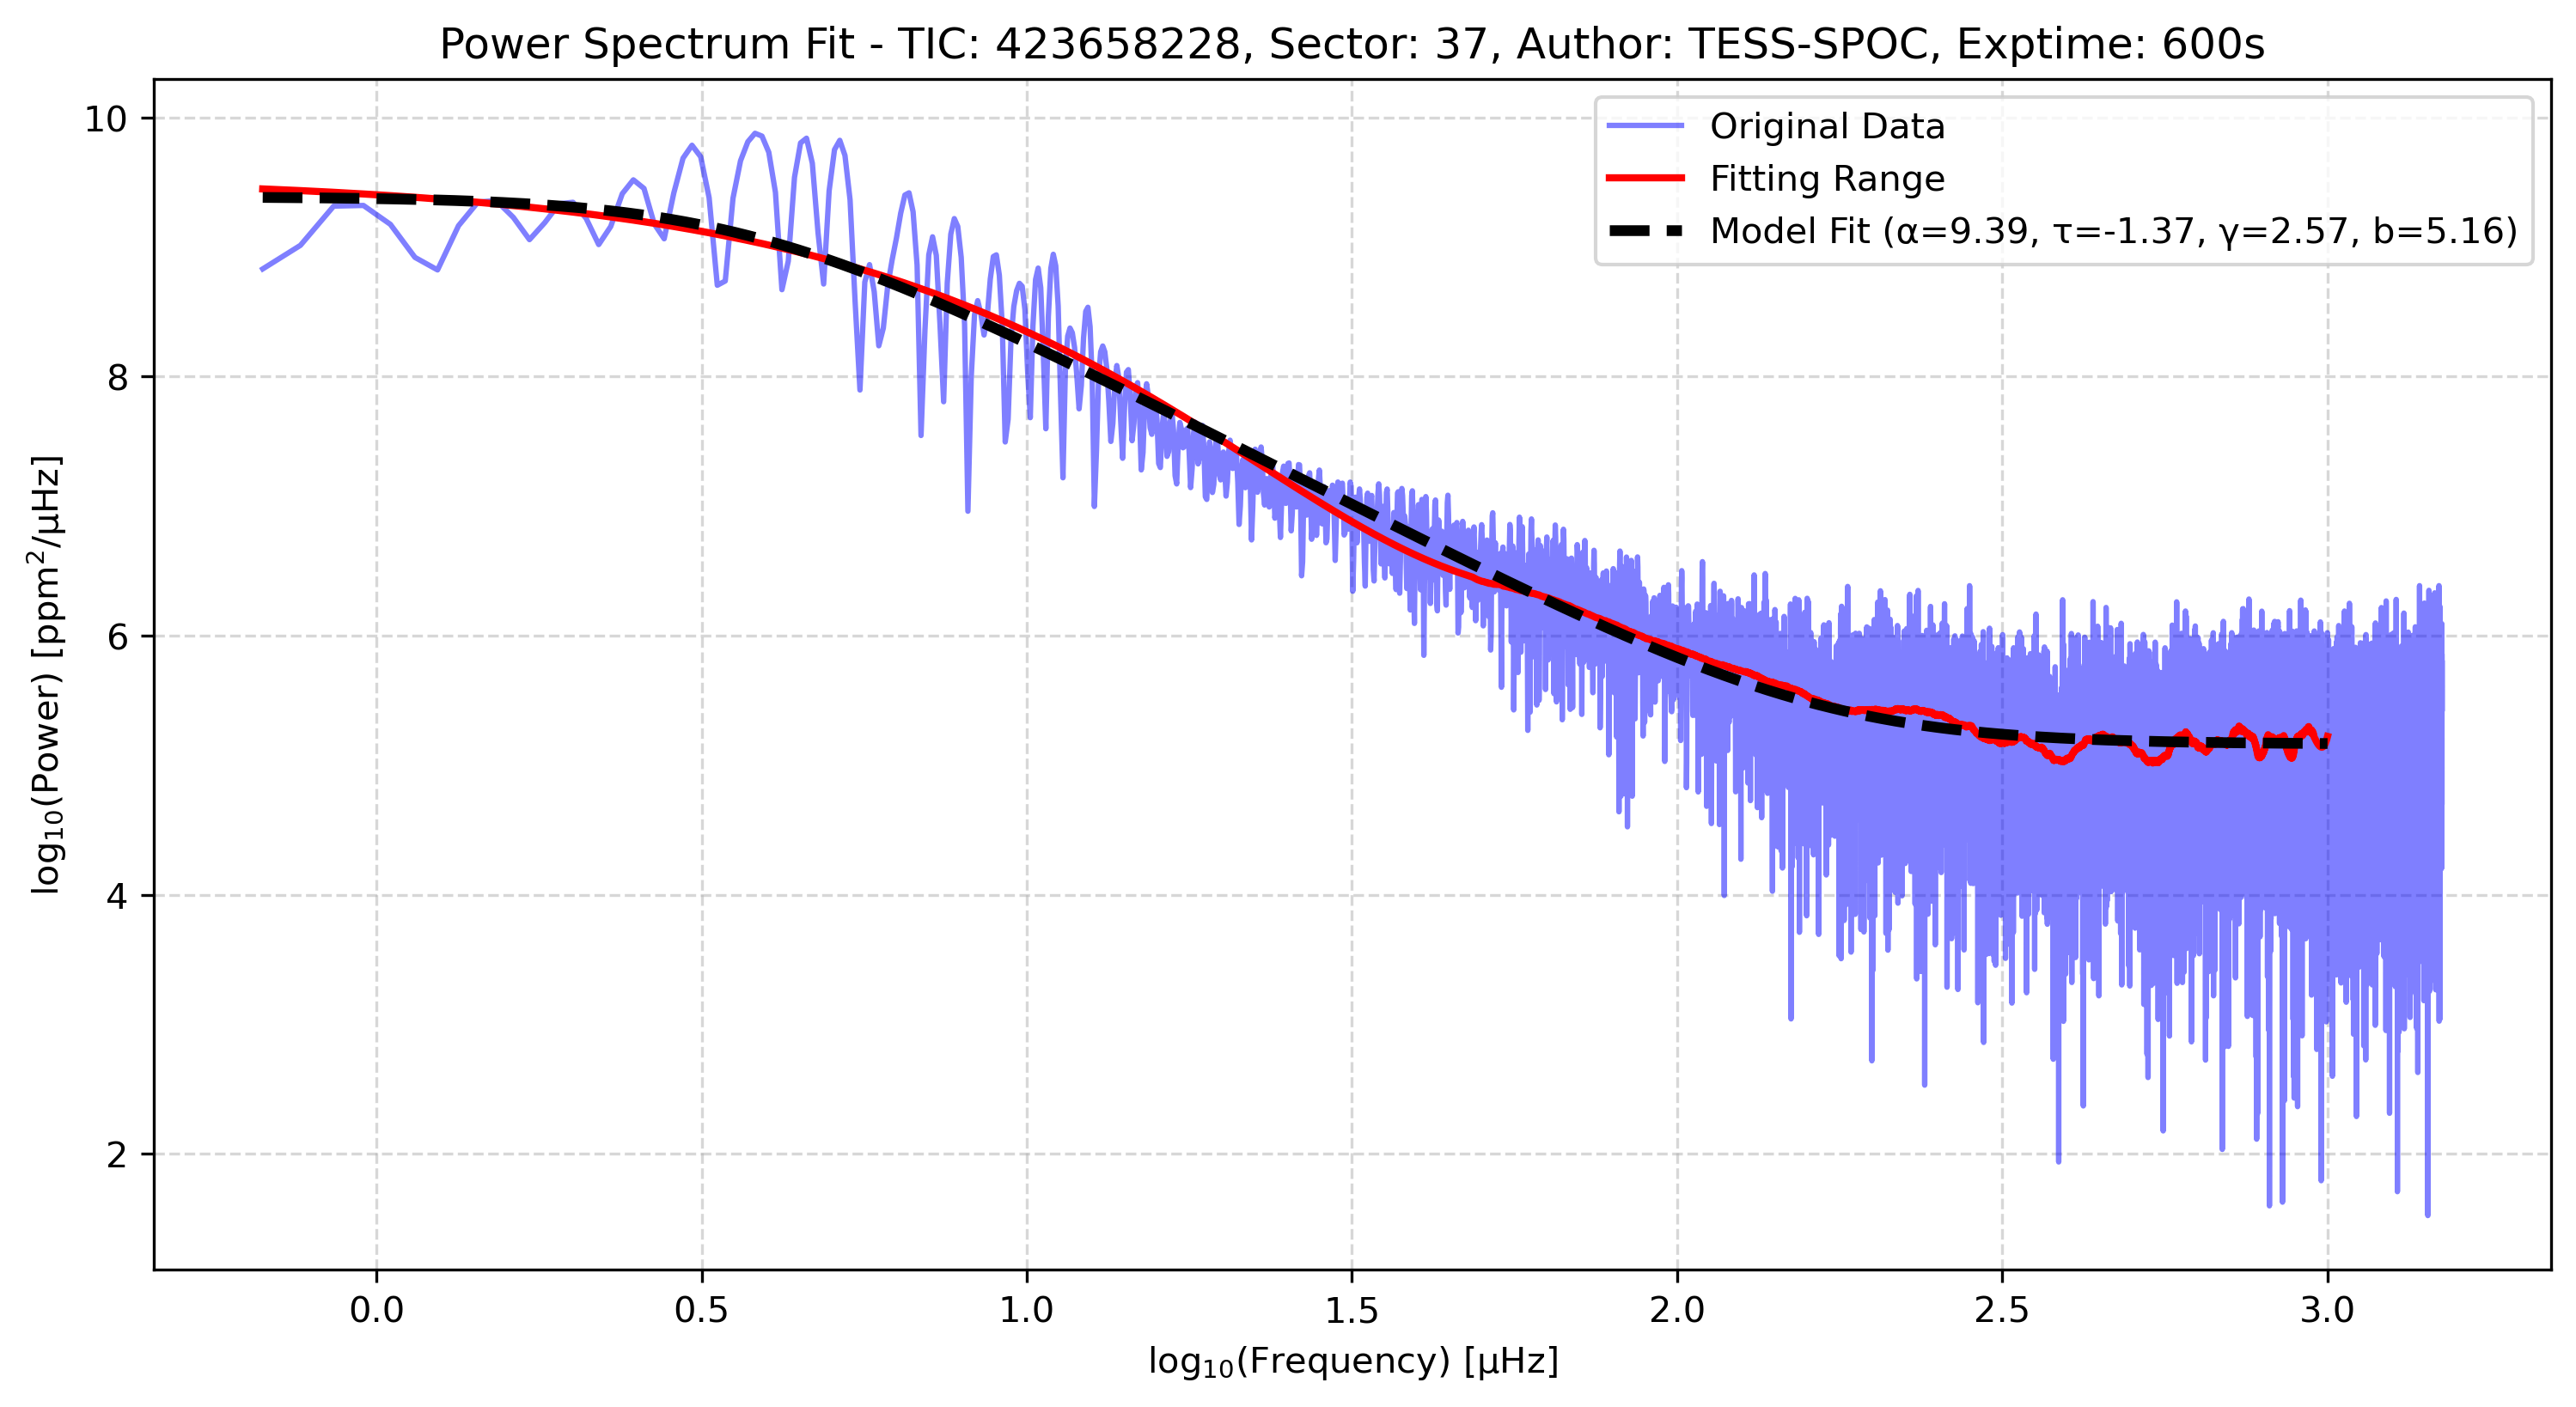 Power Spectrum Fit - TIC: 423658228, Sector: 37, Author: TESS-SPOC, Exptime: 600s
Original Data
Fitting Range
Model Fit (α=9.39, τ=-1.37, γ=2.57, b=5.16)
log₁₀(Power) [ppm²/μHz]
10
8
6
4
2
0.0 0.5 1.0 1.5 2.0 2.5 3.0
log₁₀(Frequency) [μHz]